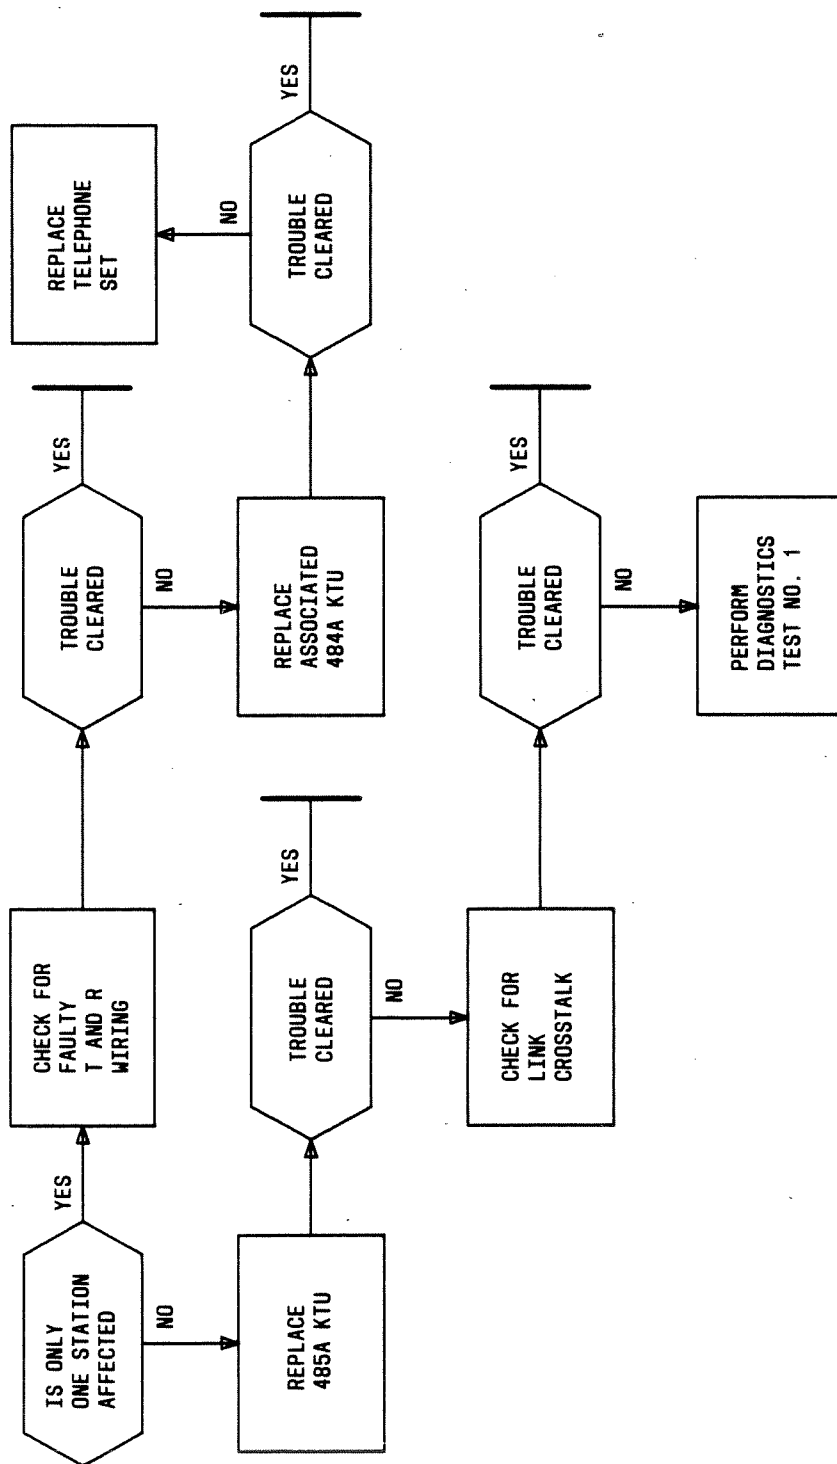 IS ONLY
ONE STATION
AFFECTED
YES
CHECK FOR
FAULTY
T AND R
WIRING
TROUBLE
CLEARED
YES
NO
REPLACE
ASSOCIATED
484A KTU
TROUBLE
CLEARED
YES
NO
REPLACE
TELEPHONE
SET
NO
REPLACE
485A KTU
TROUBLE
CLEARED
YES
NO
CHECK FOR
LINK
CROSSTALK
TROUBLE
CLEARED
YES
NO
PERFORM
DIAGNOSTICS
TEST NO. 1